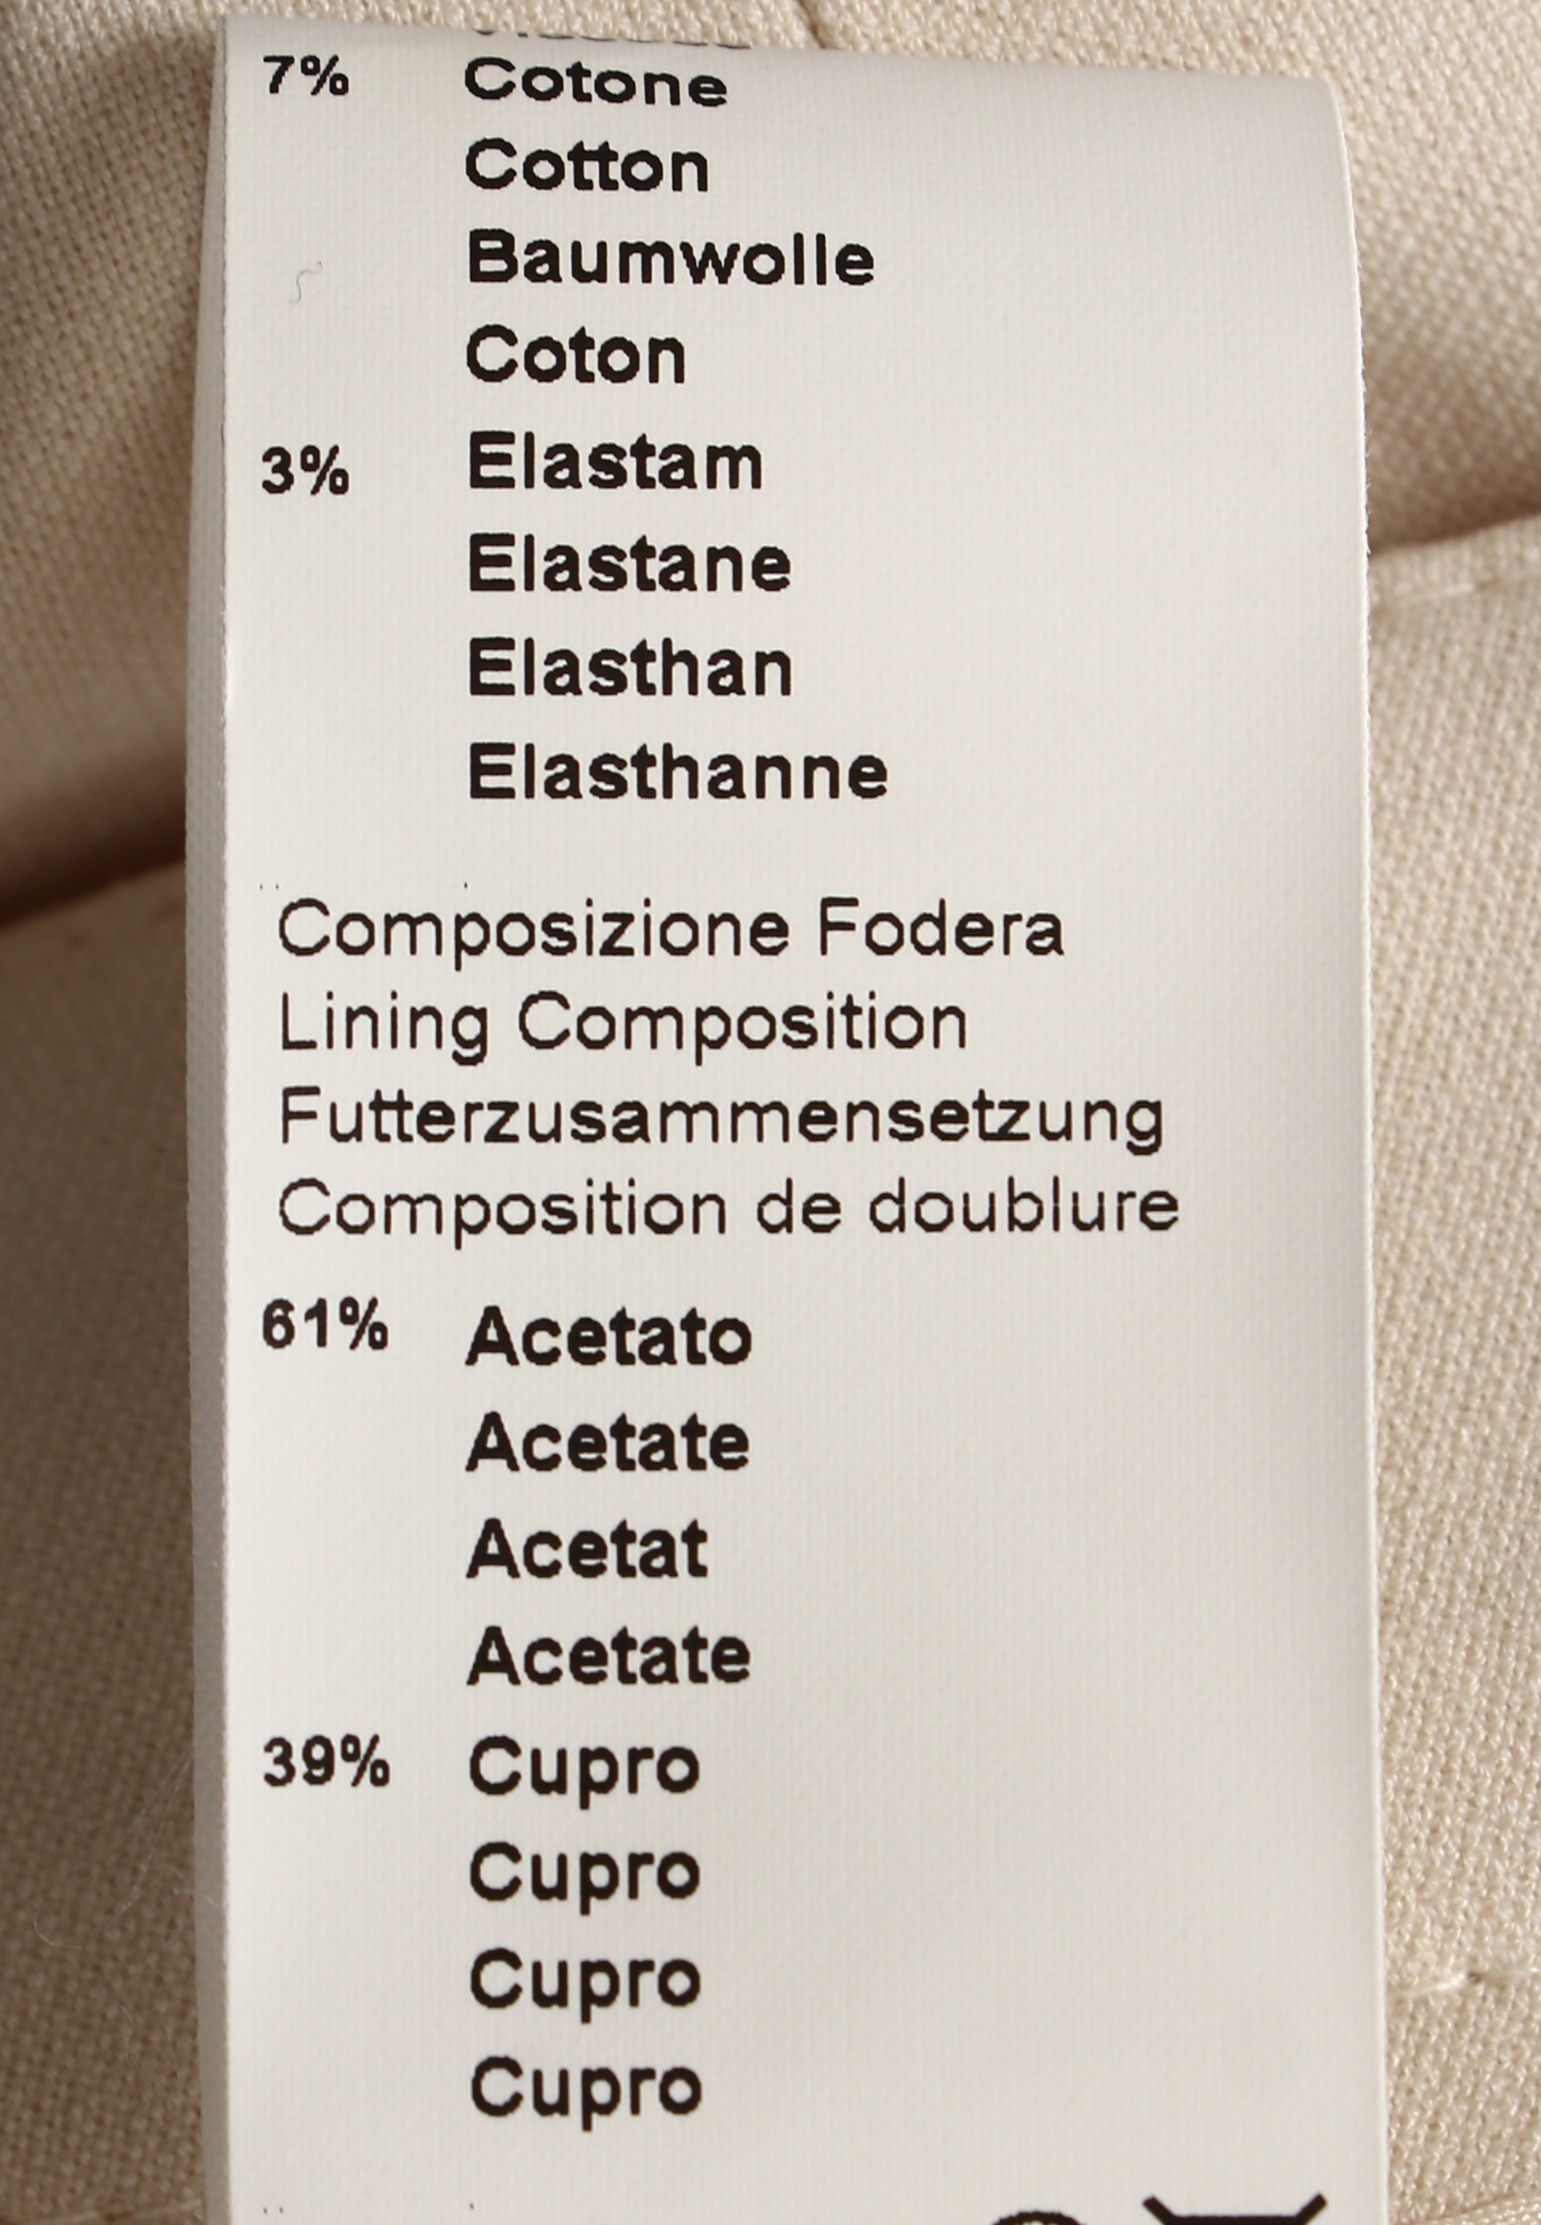 7% Cotone
Cotton
Baumwolle
Coton
3% Elastam
Elastane
Elasthan
Elasthanne
Composizione Fodera
Lining Composition
Futterzusammensetzung
Composition de doublure
61% Acetato
Acetate
Acetat
Acetate
39% Cupro
Cupro
Cupro
Cupro